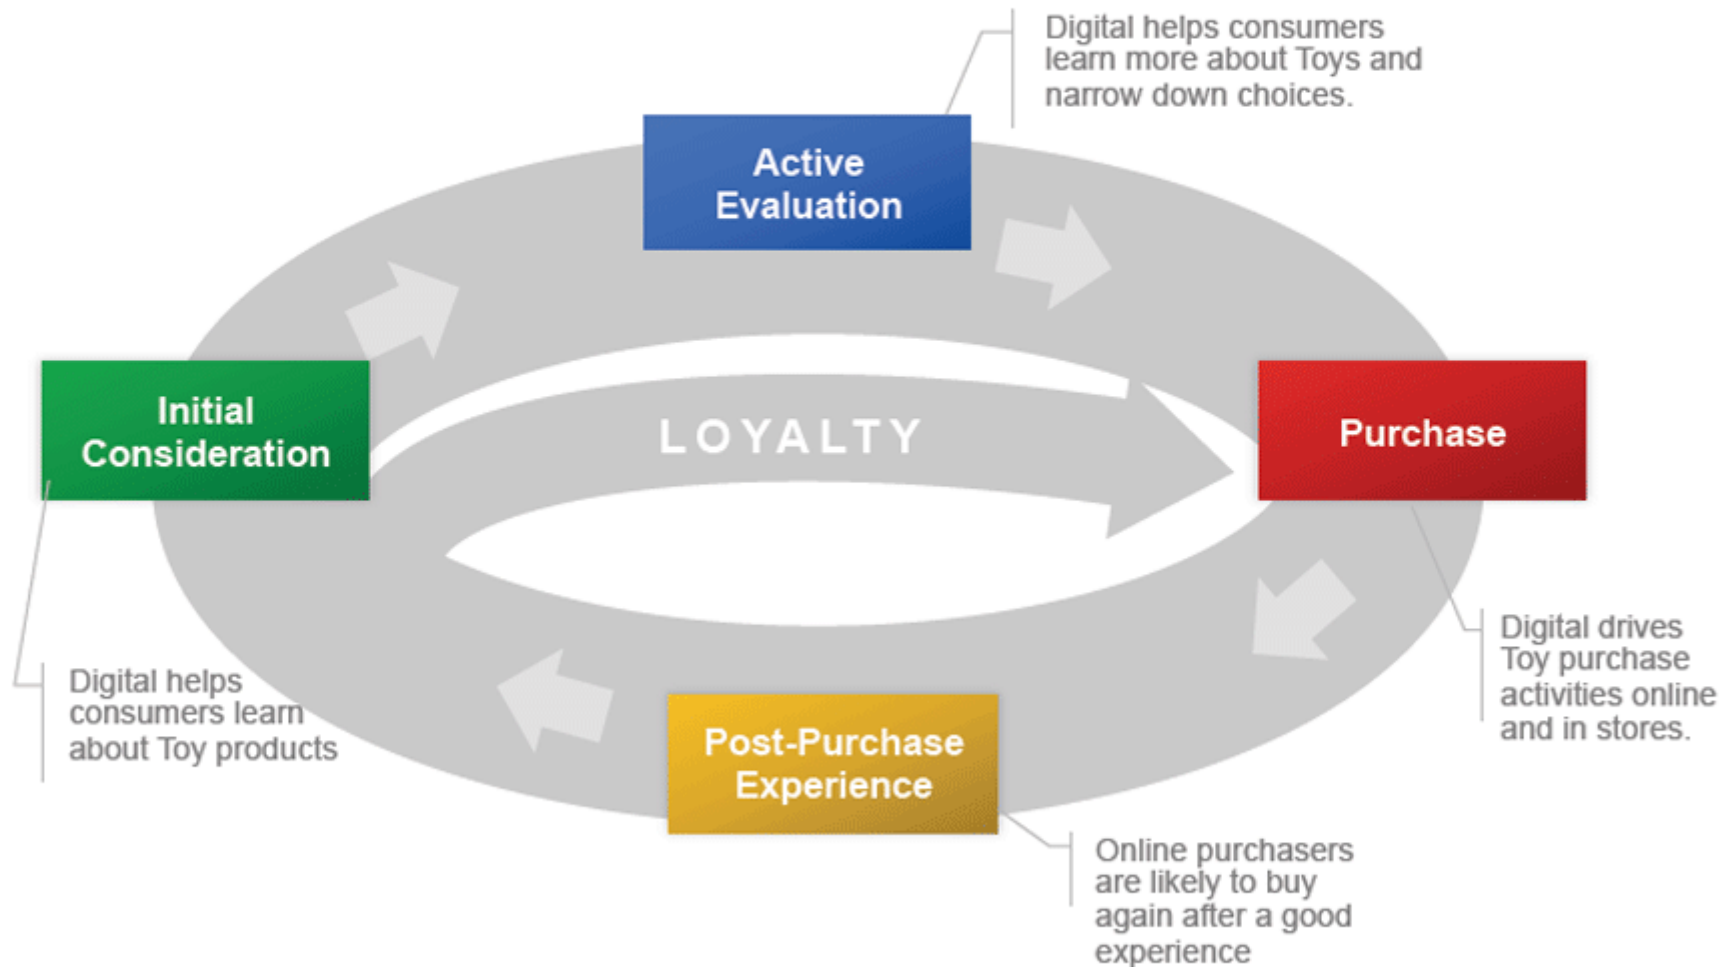 Digital helps consumers
learn more about Toys and
narrow down choices.
Active
Evaluation
Initial
Consideration
LOYALTY
Purchase
Digital helps
consumers learn
about Toy products
Digital drives
Toy purchase
activities online
and in stores.
Post-Purchase
Experience
Online purchasers
are likely to buy
again after a good
experience